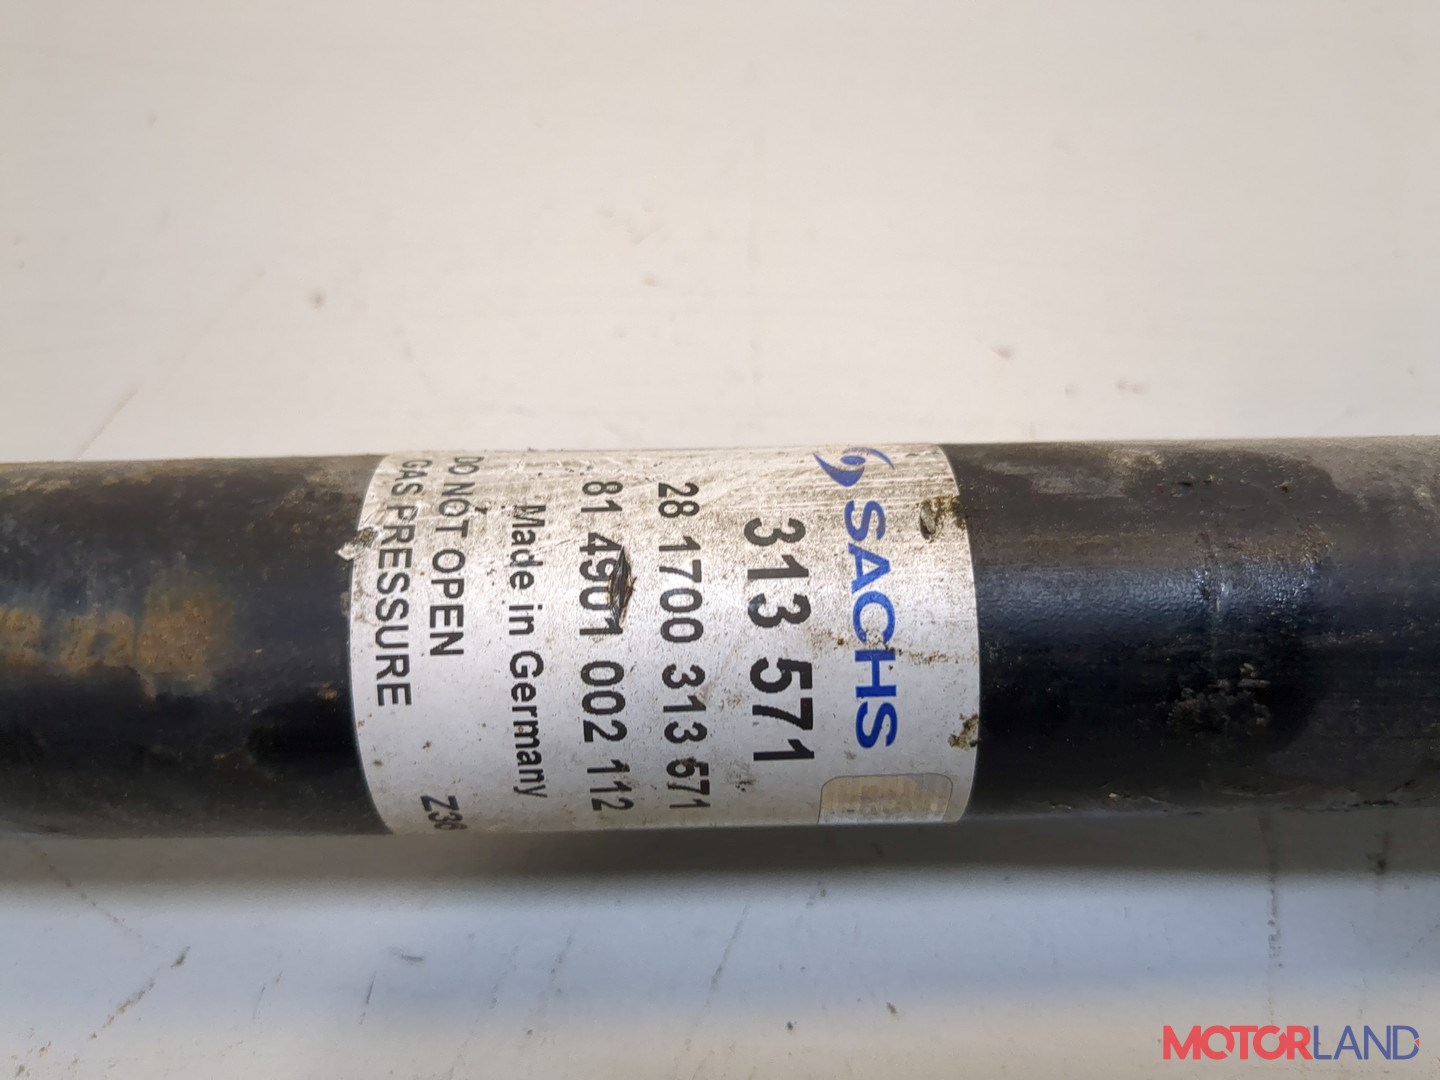 SACHS
313 571
28 1700 313 571
81 4901 002 112
Made in Germany
DO NOT OPEN
GAS PRESSURE
Z36
MOTORLAND